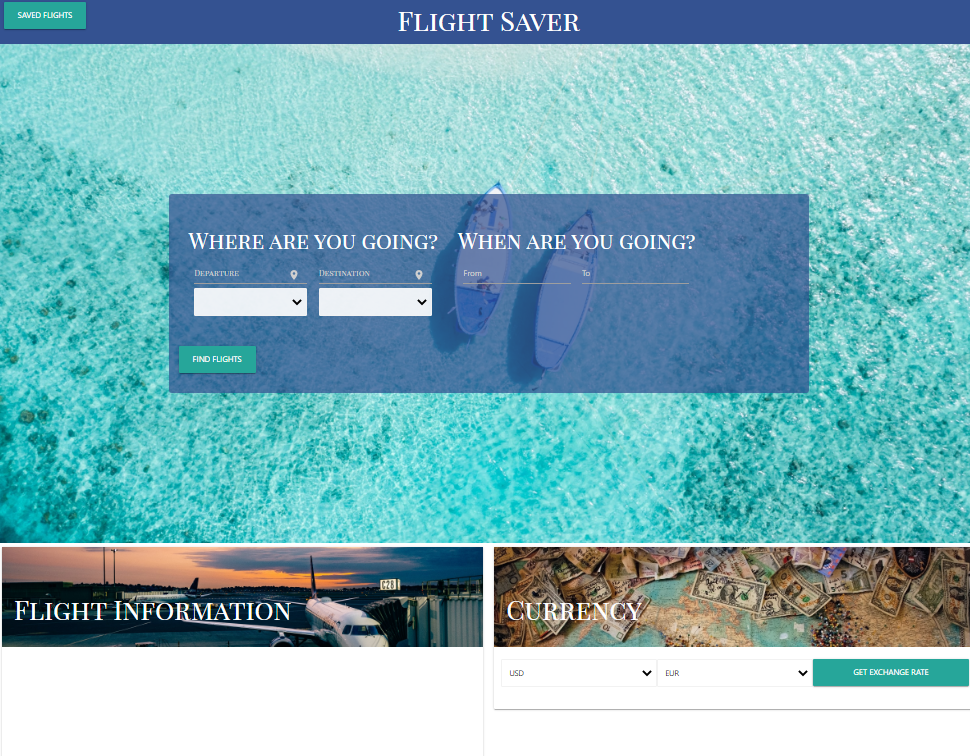 SAVED FLIGHTS
Flight Saver
Where are you going?
When are you going?
Departure
Destination
From
To
FIND FLIGHTS
C28
Flight Information
Currency
USD
EUR
GET EXCHANGE RATE